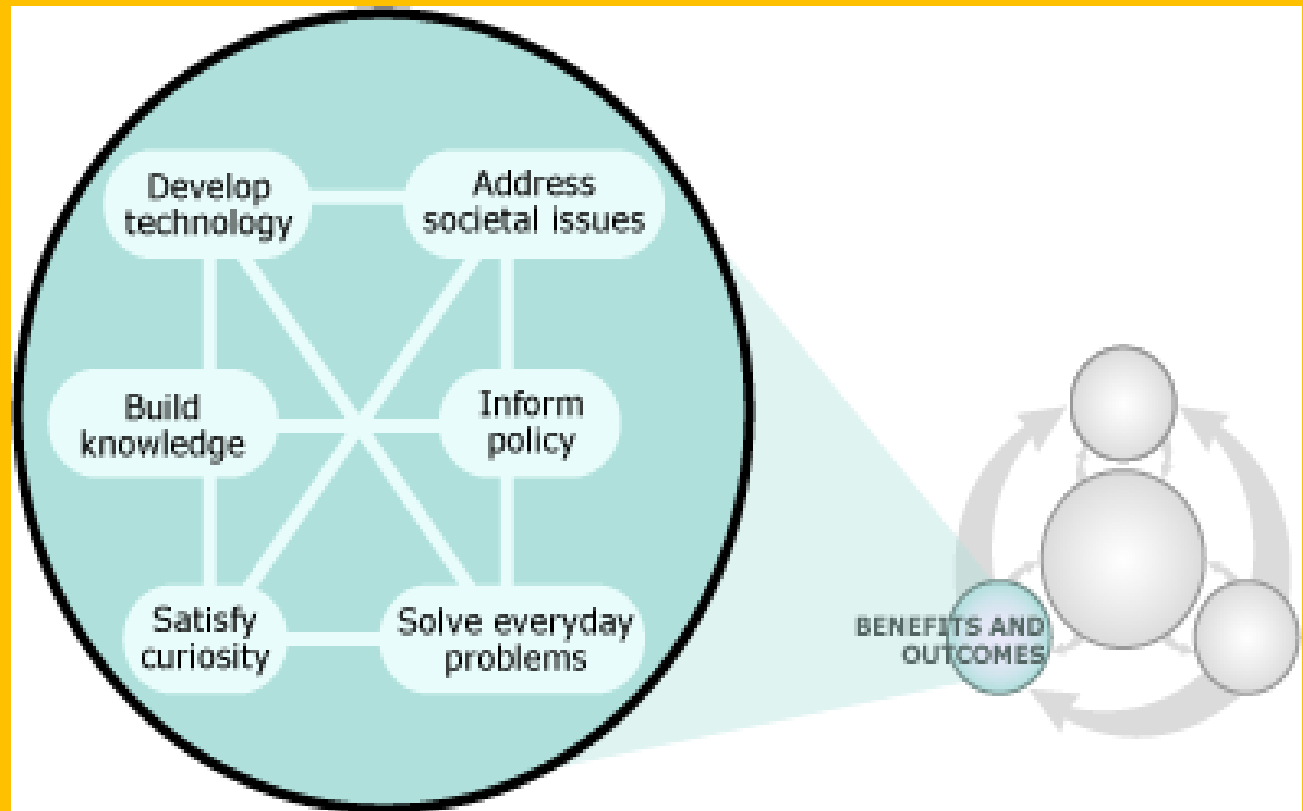 Develop
technology
Address
societal issues
Build
knowledge
Inform
policy
Satisfy
curiosity
Solve everyday
problems
BENEFITS AND
OUTCOMES